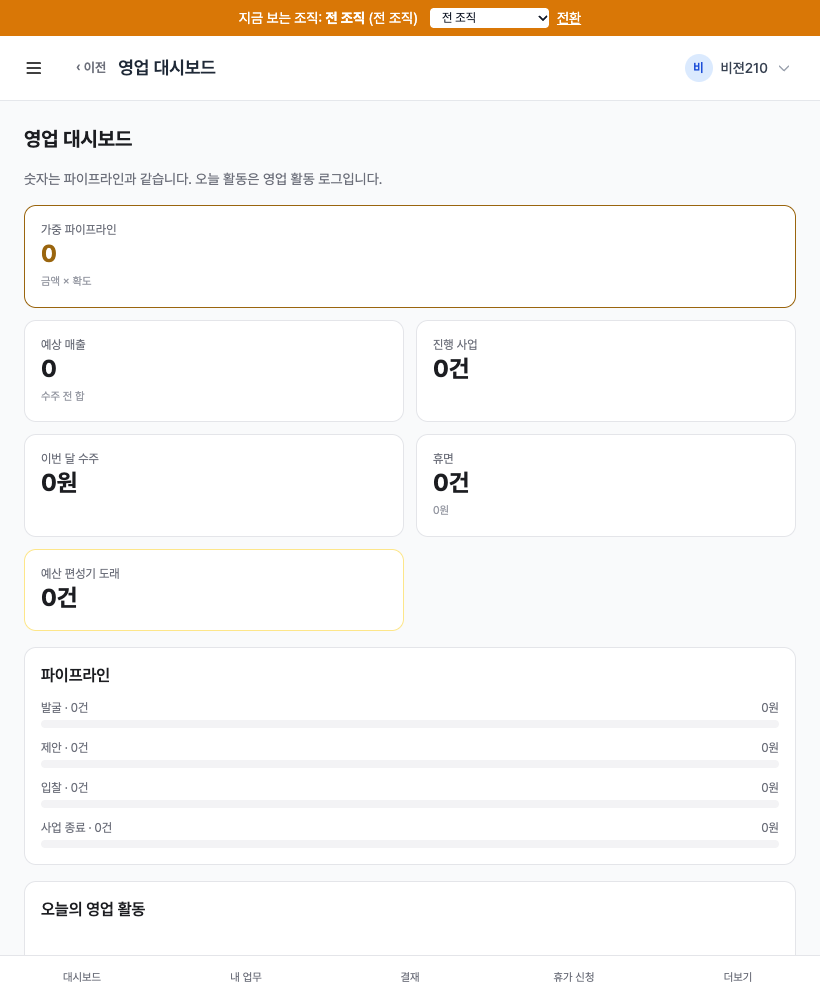 지금 보는 조직: 전 조직 (전 조직) 전 조직 전환
‹ 이전 영업 대시보드 비 비젼210
영업 대시보드
숫자는 파이프라인과 같습니다. 오늘 활동은 영업 활동 로그입니다.
가중 파이프라인
0
금액 × 확도
예상 매출
0
수주 전 합
진행 사업
0건
이번 달 수주
0원
휴면
0건
0원
예산 편성기 도래
0건
파이프라인
발굴 · 0건 0원
제안 · 0건 0원
입찰 · 0건 0원
사업 종료 · 0건 0원
오늘의 영업 활동
대시보드 내 업무 결재 휴가 신청 더보기